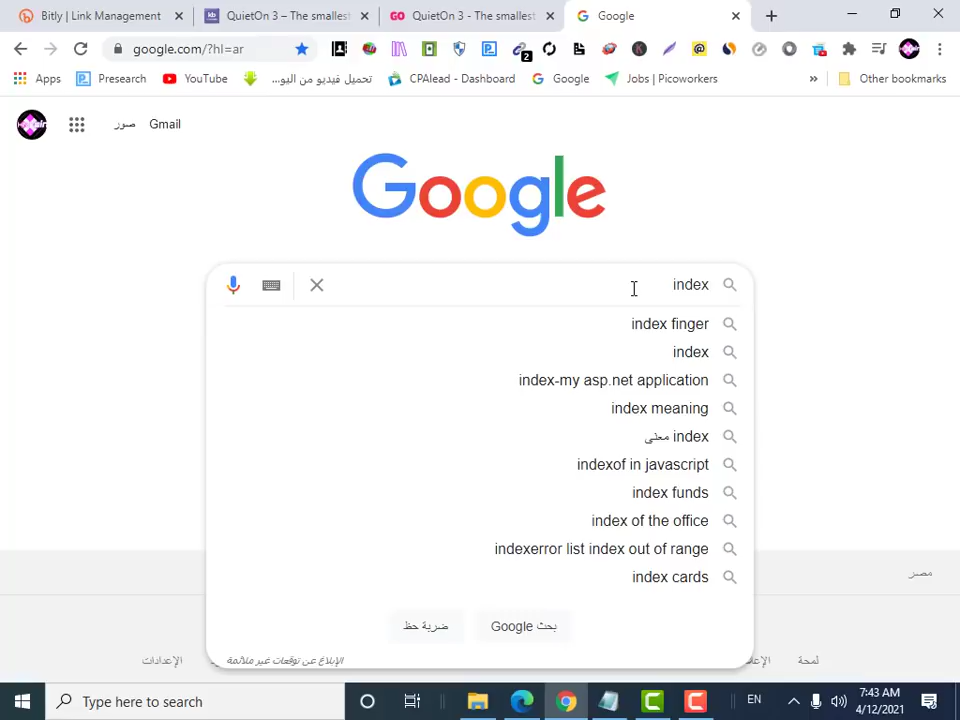 Bitly | Link Management
QuietOn 3 – The smallest
QuietOn 3 - The smallest
Google
google.com/?hl=ar
2
Apps
Presearch
YouTube
تحميل فيديو من اليو...
CPAlead - Dashboard
Google
Jobs | Picoworkers
»
Other bookmarks
صور
Gmail
Google
index
index finger
index
index-my asp.net application
index meaning
index معنى
indexof in javascript
index funds
index of the office
indexerror list index out of range
index cards
بحث Google
ضربة حظ
الإبلاغ عن توقعات غير ملائمة
مصر
لمحة
الإعدادات
Type here to search
EN
7:43 AM
4/12/2021